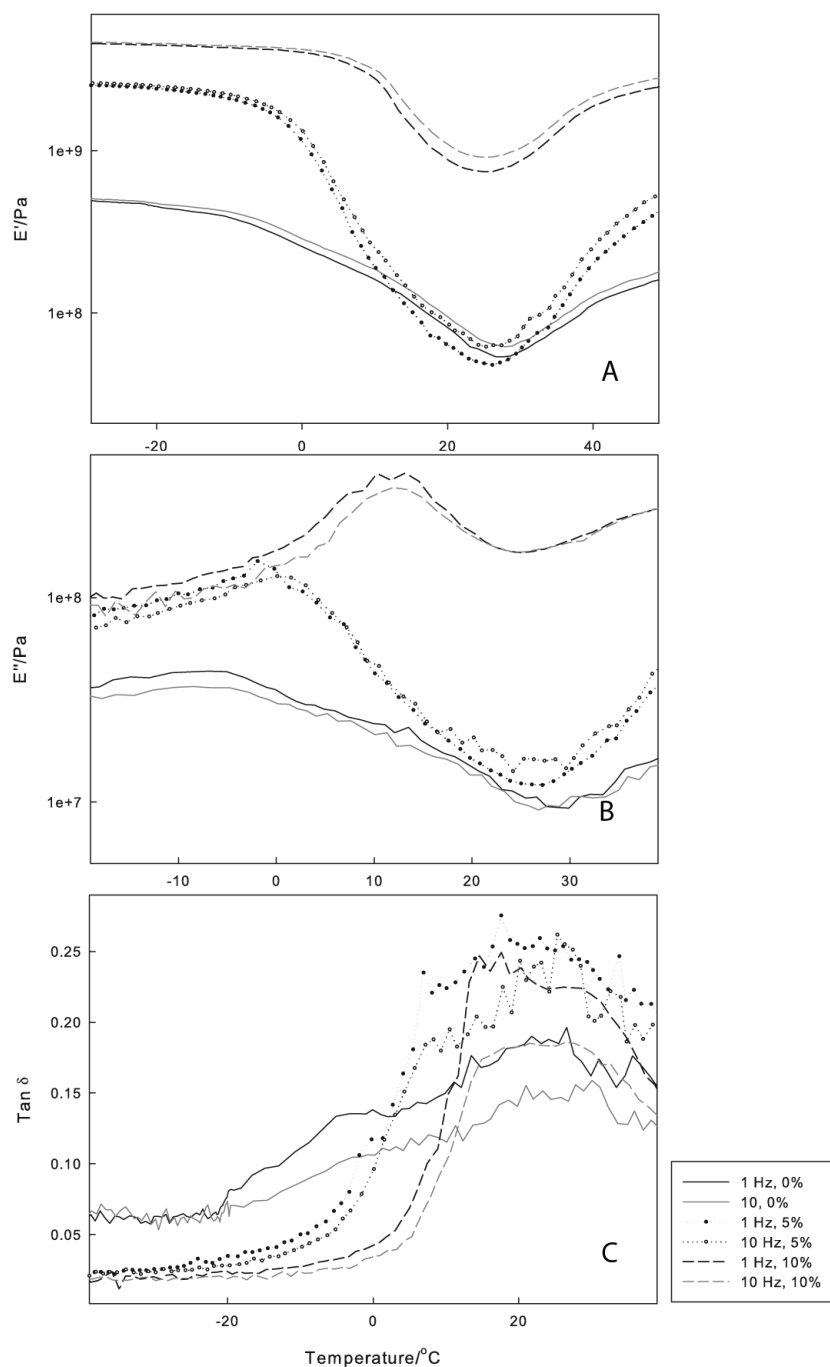 1e+9
E'/Pa
1e+8
A
-20 0 20 40
1e+8
E"/Pa
1e+7
B
-10 0 10 20 30
0.25
0.20
Tan δ
0.15
0.10
0.05
C
-20 0 20
Temperature/°C
1 Hz, 0%
10, 0%
1 Hz, 5%
10 Hz, 5%
1 Hz, 10%
10 Hz, 10%